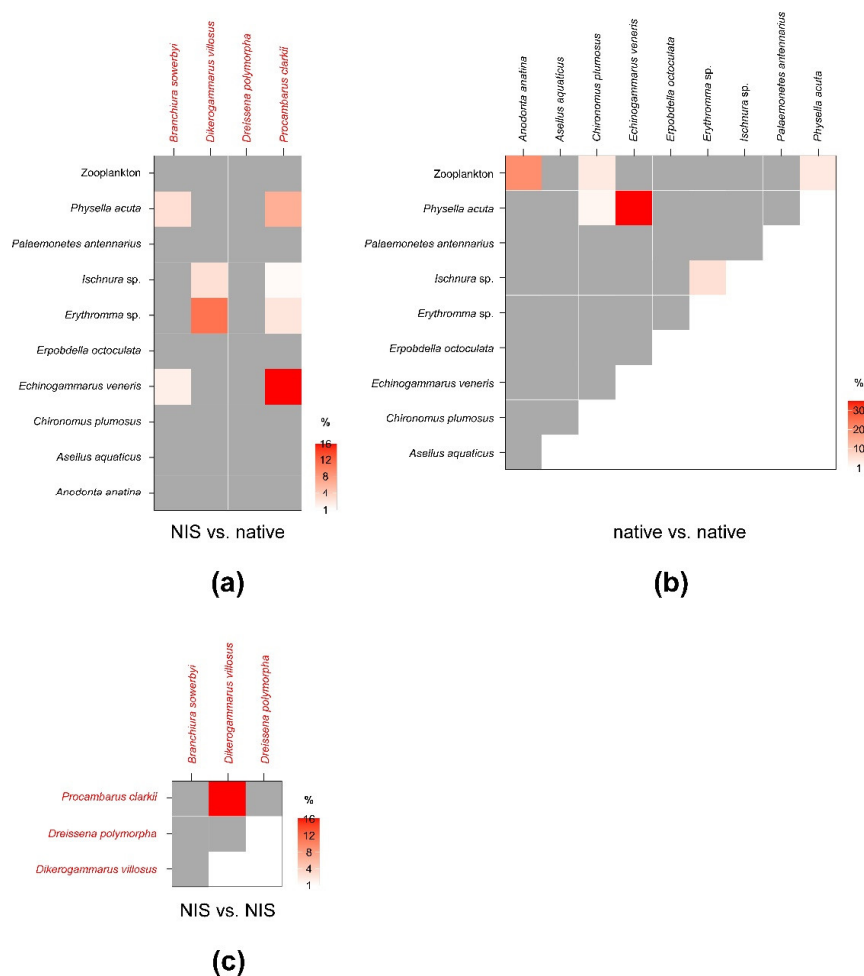 Branchiura sowerbyi
Dikerogammarus villosus
Dreissena polymorpha
Procambarus clarkii
Zooplankton
Physella acuta
Palaemonetes antennarius
Ischnura sp.
Erythromma sp.
Erpobdella octoculata
Echinogammarus veneris
Chironomus plumosus
Asellus aquaticus
Anodonta anatina
%
16
12
8
4
1
NIS vs. native
(a)
Anodonta anatina
Asellus aquaticus
Chironomus plumosus
Echinogammarus veneris
Erpobdella octoculata
Erythromma sp.
Ischnura sp.
Palaemonetes antennarius
Physella acuta
Zooplankton
Physella acuta
Palaemonetes antennarius
Ischnura sp.
Erythromma sp.
Erpobdella octoculata
Echinogammarus veneris
Chironomus plumosus
Asellus aquaticus
%
30
20
10
1
native vs. native
(b)
Branchiura sowerbyi
Dikerogammarus villosus
Dreissena polymorpha
Procambarus clarkii
Dreissena polymorpha
Dikerogammarus villosus
%
16
12
8
4
1
NIS vs. NIS
(c)